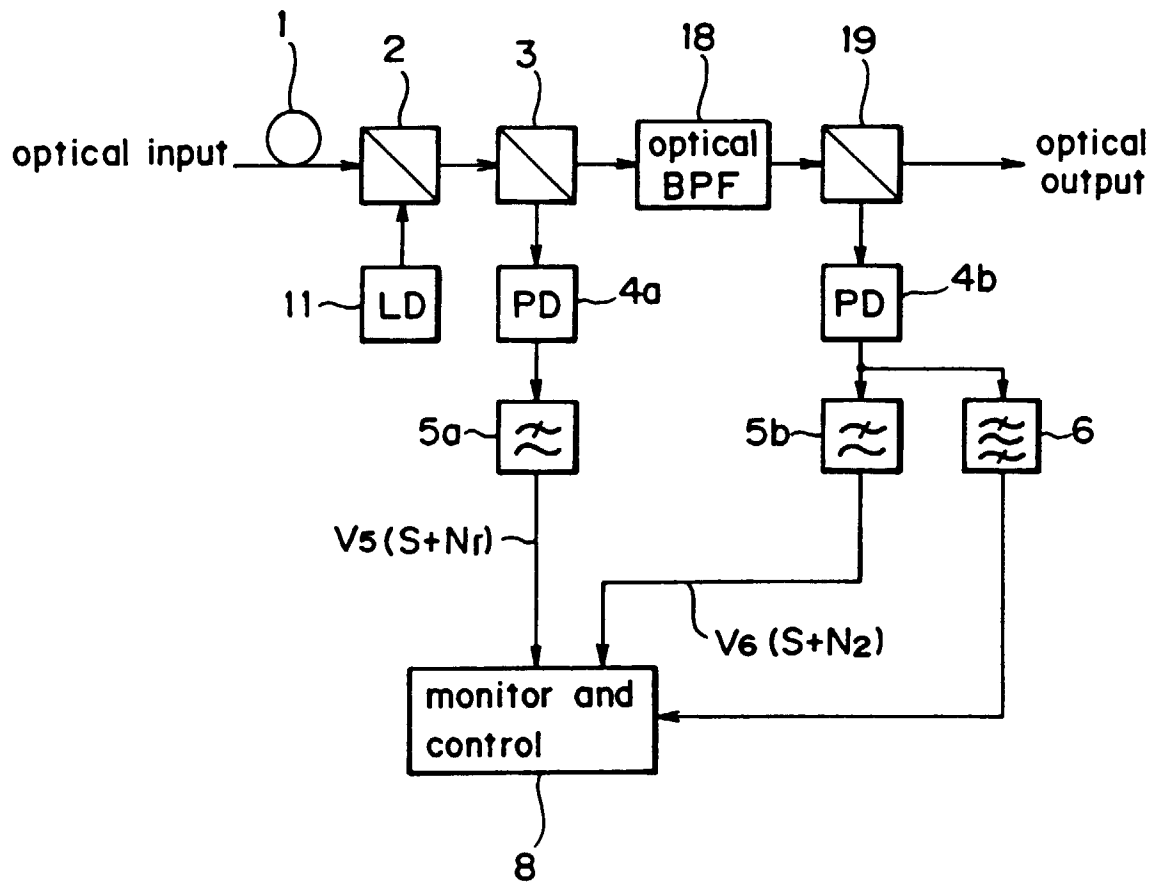 1
2
3
18
19
optical input
optical
BPF
optical
output
11
LD
PD
4a
PD
4b
5a
5b
6
V5(S+N1)
V6(S+N2)
monitor and
control
8